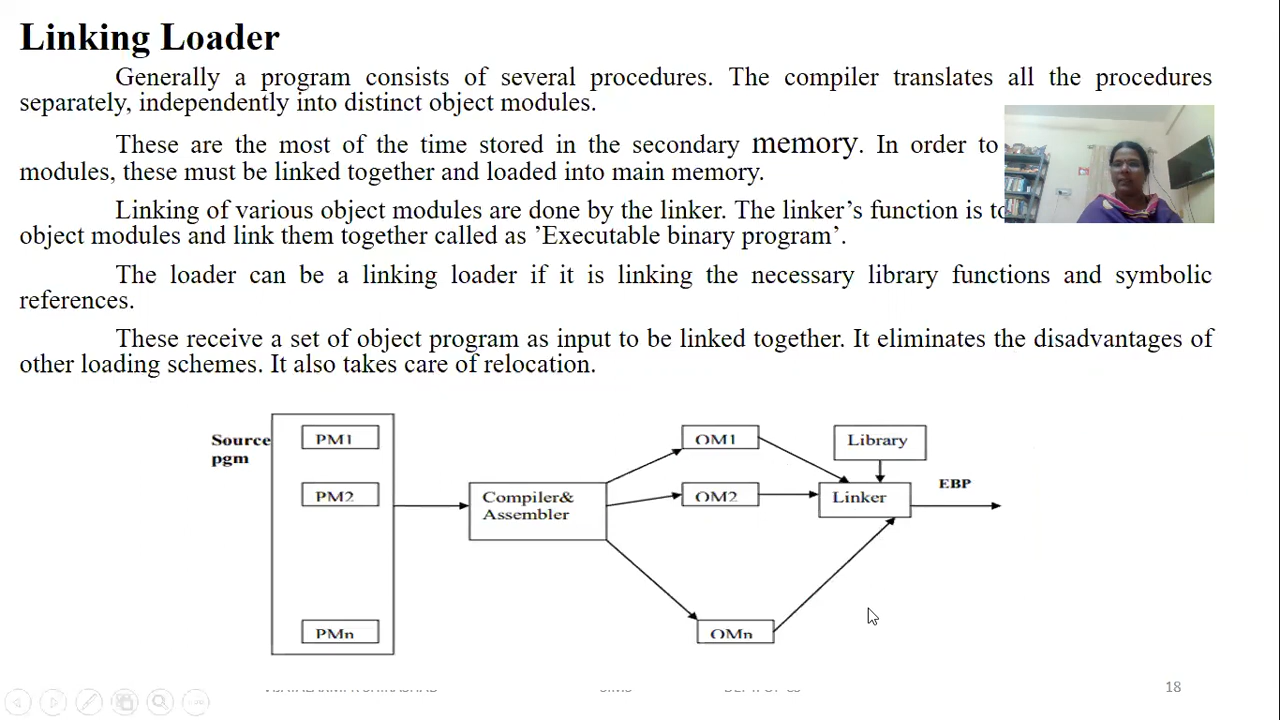 Linking Loader
Generally a program consists of several procedures. The compiler translates all the procedures
separately, independently into distinct object modules.
These are the most of the time stored in the secondary memory. In order to
modules, these must be linked together and loaded into main memory.
Linking of various object modules are done by the linker. The linker's function is
object modules and link them together called as 'Executable binary program'.
The loader can be a linking loader if it is linking the necessary library functions and symbolic
references.
These receive a set of object program as input to be linked together. It eliminates the disadvantages of
other loading schemes. It also takes care of relocation.
Source
pgm
PM1
PM2
PMn
Compiler&
Assembler
OM1
OM2
OMn
Library
Linker
EBP
18